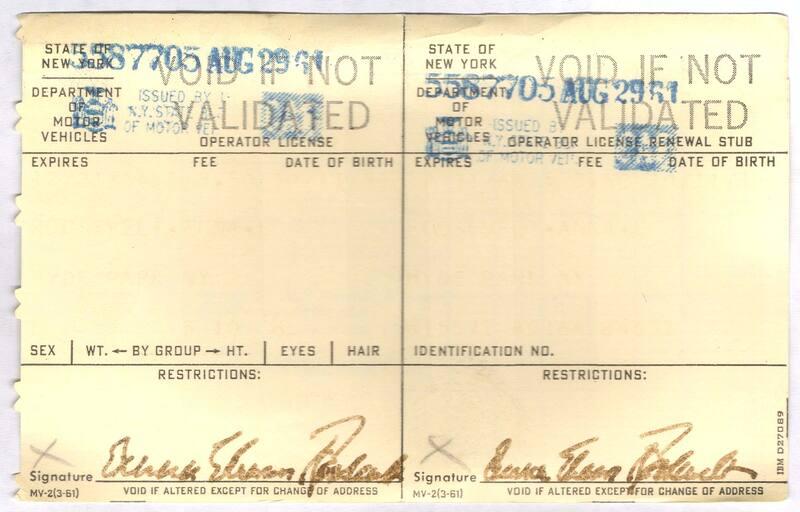 STATE OF
NEW YORK
5587705 AUG 29 61
VOID IF NOT
VALIDATED
DEPARTMENT
OF
MOTOR
VEHICLES
ISSUED BY
N.Y.
OF MOTOR
OPERATOR LICENSE
EXPIRES FEE DATE OF BIRTH
SEX WT. ← BY GROUP → HT. EYES HAIR
RESTRICTIONS:
X
Signature
MV-2(3-61) VOID IF ALTERED EXCEPT FOR CHANGE OF ADDRESS
STATE OF
NEW YORK
5587705 AUG 29 61
VOID IF NOT
VALIDATED
DEPARTMENT
OF
MOTOR
VEHICLES
ISSUED BY
N.Y.
OF MOTOR
OPERATOR LICENSE RENEWAL STUB
EXPIRES FEE DATE OF BIRTH
IDENTIFICATION NO.
RESTRICTIONS:
X
Signature
MV-2(3-61) VOID IF ALTERED EXCEPT FOR CHANGE OF ADDRESS
IBM D27089